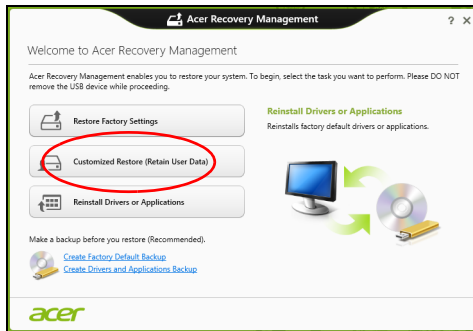 Acer Recovery Management
? X
Welcome to Acer Recovery Management
Acer Recovery Management enables you to restore your system. To begin, select the task you want to perform. Please DO NOT
remove the USB device while proceeding.
Restore Factory Settings
Customized Restore (Retain User Data)
Reinstall Drivers or Applications
Reinstall Drivers or Applications
Reinstalls factory default drivers or applications.
Make a backup before you restore (Recommended).
Create Factory Default Backup
Create Drivers and Applications Backup
acer